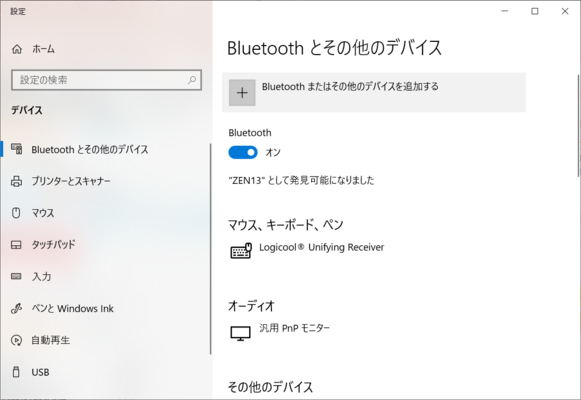 設定
ホーム
設定の検索
デバイス
Bluetooth とその他のデバイス
プリンターとスキャナー
マウス
タッチパッド
入力
ペンと Windows Ink
自動再生
USB
Bluetooth とその他のデバイス
Bluetooth またはその他のデバイスを追加する
Bluetooth
オン
"ZEN13" として発見可能になりました
マウス、キーボード、ペン
Logicool® Unifying Receiver
オーディオ
汎用 PnP モニター
その他のデバイス